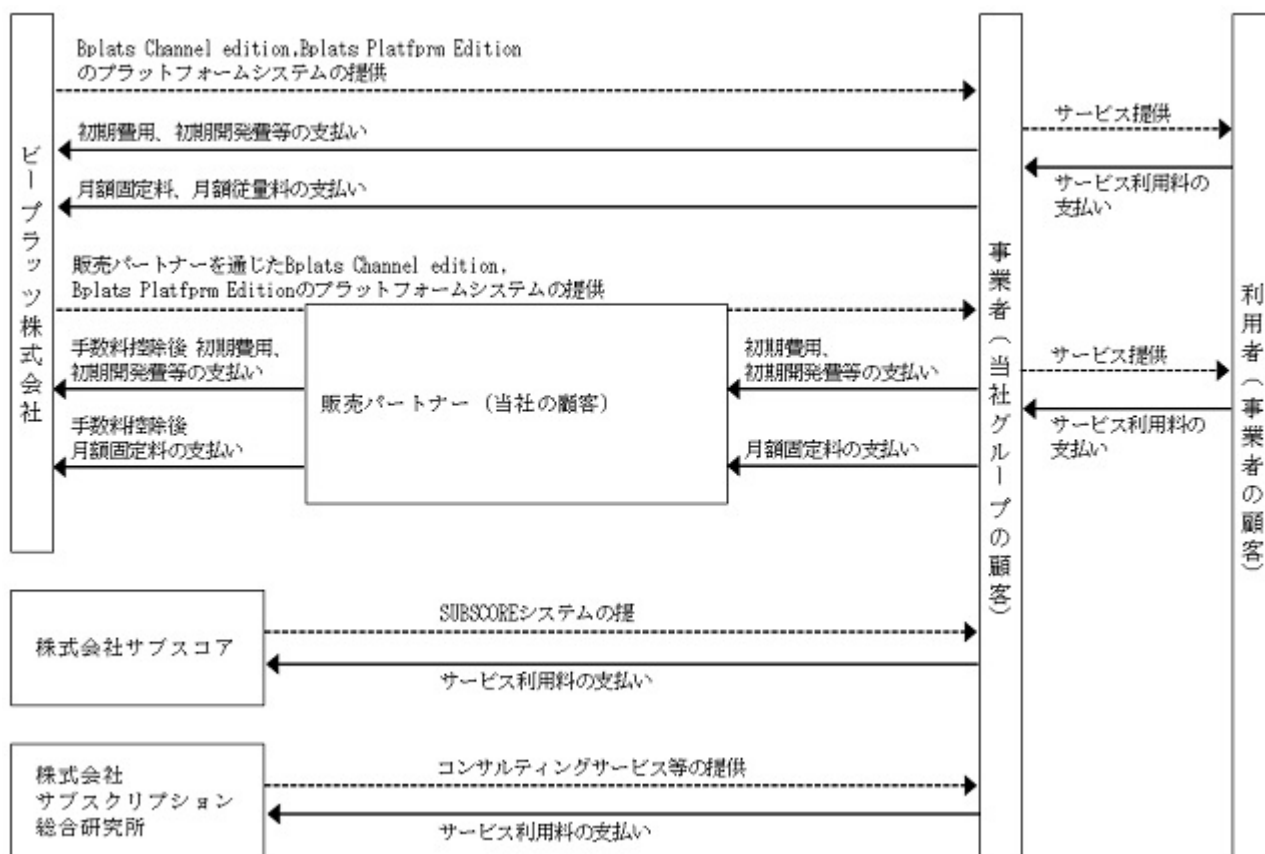 Bplats Channel edition,Bplats Platfprm Edition
のプラットフォームシステムの提供
初期費用、初期開発費等の支払い
月額固定料、月額従量料の支払い
サービス提供
サービス利用料の
支払い
ビープラッツ株式会社
販売パートナーを通じたBplats Channel edition,
Bplats Platfprm Editionのプラットフォームシステムの提供
手数料控除後 初期費用、
初期開発費等の支払い
手数料控除後
月額固定料の支払い
販売パートナー（当社の顧客）
初期費用、
初期開発費等の支払い
月額固定料の支払い
事業者（当社グループの顧客）
サービス提供
サービス利用料の
支払い
利用者（事業者の顧客）
株式会社サブスコア
SUBSCOREシステムの提
サービス利用料の支払い
株式会社
サブスクリプション
総合研究所
コンサルティングサービス等の提供
サービス利用料の支払い